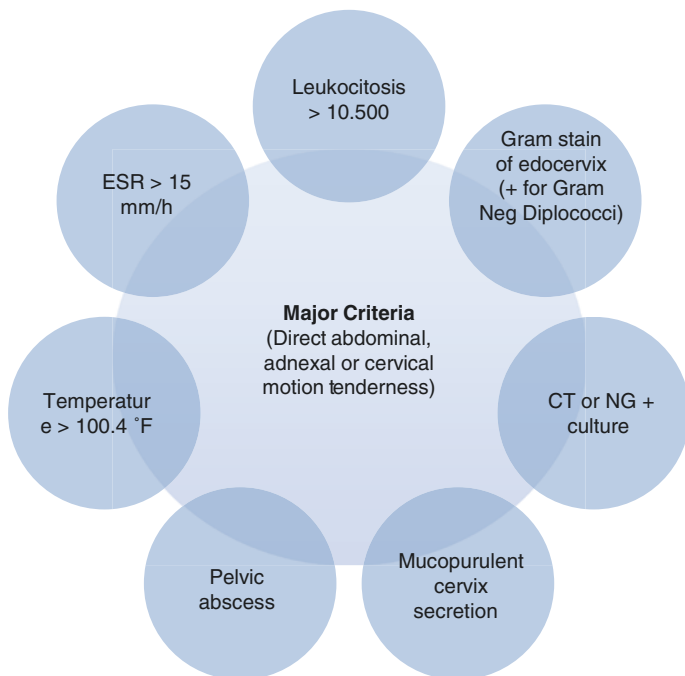 Leukocitosis
> 10.500
Gram stain
of edocervix
(+ for Gram
Neg Diplococci)
ESR > 15
mm/h
Major Criteria
(Direct abdominal,
adnexal or cervical
motion tenderness)
Temperatur
e > 100.4 ˚F
CT or NG +
culture
Pelvic
abscess
Mucopurulent
cervix
secretion